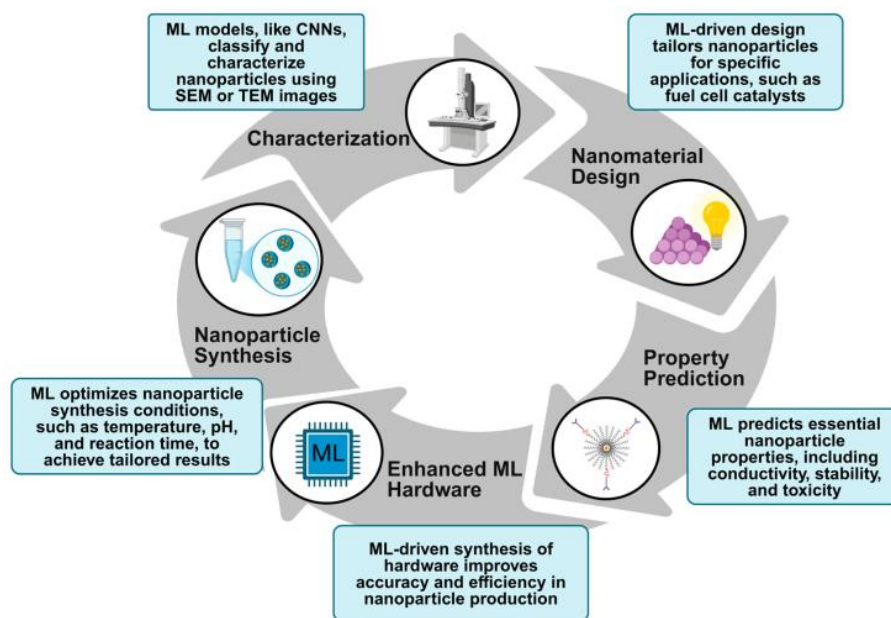 ML models, like CNNs,
classify and
characterize
nanoparticles using
SEM or TEM images
ML-driven design
tailors nanoparticles
for specific
applications, such as
fuel cell catalysts
Characterization
Nanomaterial
Design
Nanoparticle
Synthesis
Property
Prediction
ML optimizes nanoparticle
synthesis conditions,
such as temperature, pH,
and reaction time, to
achieve tailored results
ML
Enhanced ML
Hardware
ML predicts essential
nanoparticle
properties, including
conductivity, stability,
and toxicity
ML-driven synthesis of
hardware improves
accuracy and efficiency in
nanoparticle production